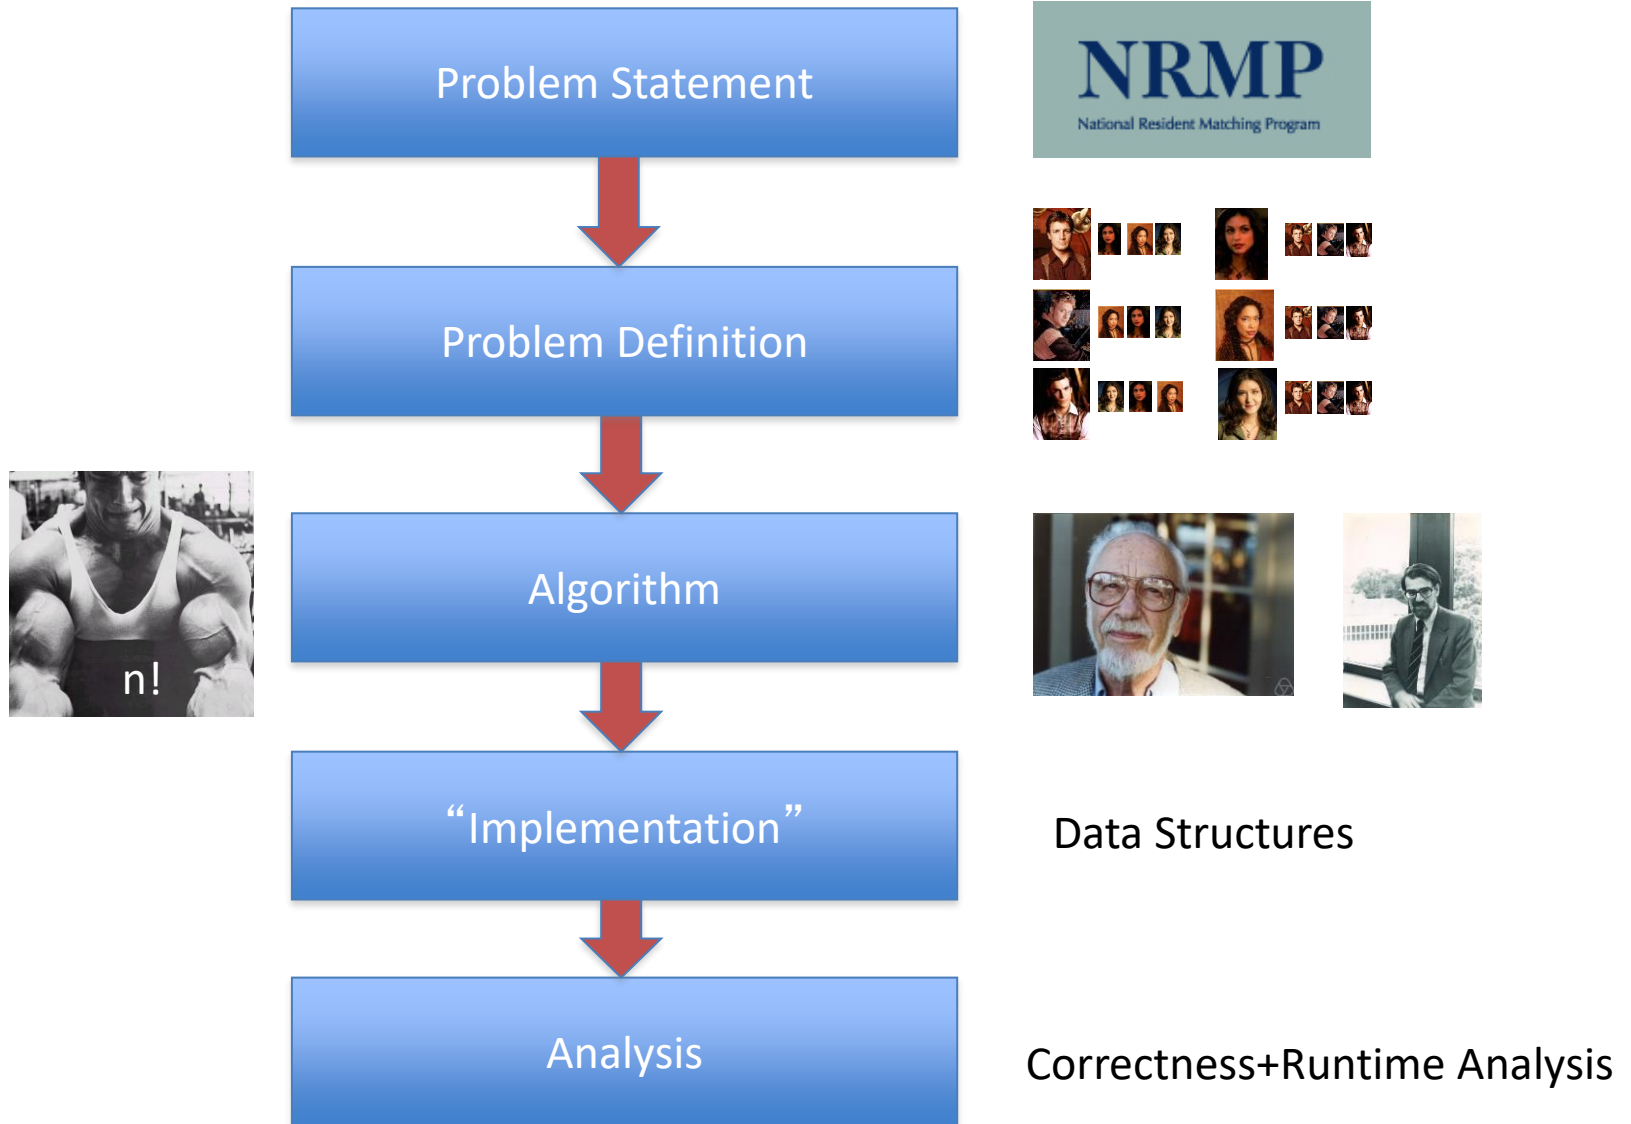 Problem Statement
NRMP
National Resident Matching Program
Problem Definition
Algorithm
n!
“Implementation”
Data Structures
Analysis
Correctness+Runtime Analysis